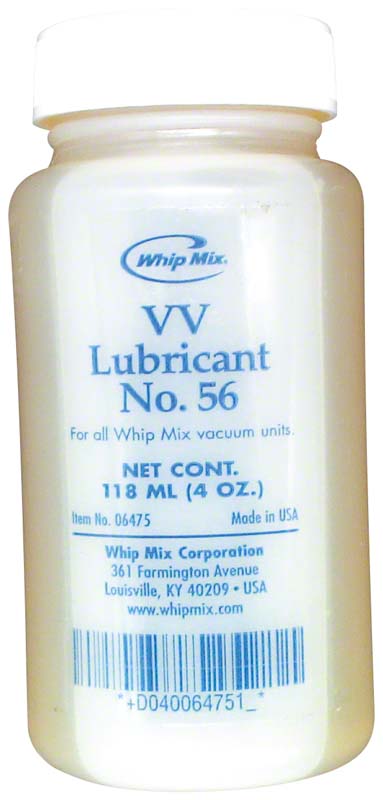 Whip Mix®
VV
Lubricant
No. 56
For all Whip Mix vacuum units.
NET CONT.
118 ML (4 OZ.)
Item No. 06475 Made in USA
Whip Mix Corporation
361 Farmington Avenue
Louisville, KY 40209 • USA
www.whipmix.com
*+D040064751_*